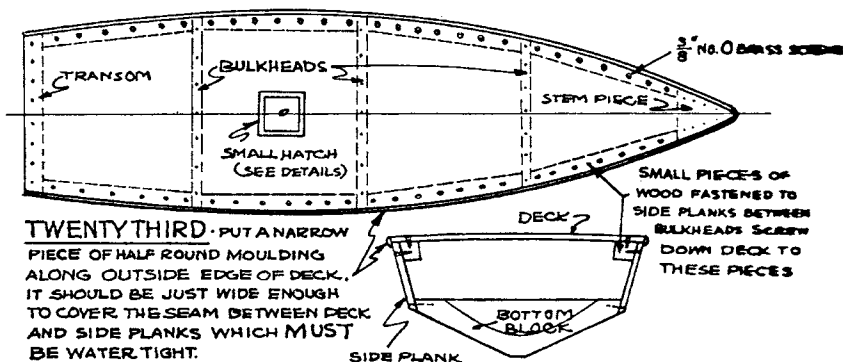 5/8" No. 0 BRASS SCREWS
TRANSOM
BULKHEADS
STEM PIECE
SMALL HATCH
(SEE DETAILS)
SMALL PIECES OF
WOOD FASTENED TO
SIDE PLANKS BETWEEN
BULKHEADS SCREW
DOWN DECK TO
THESE PIECES
DECK
TWENTY THIRD - PUT A NARROW
PIECE OF HALF ROUND MOULDING
ALONG OUTSIDE EDGE OF DECK.
IT SHOULD BE JUST WIDE ENOUGH
TO COVER THE SEAM BETWEEN DECK
AND SIDE PLANKS WHICH MUST
BE WATER TIGHT.
BOTTOM
BLOCK
SIDE PLANK